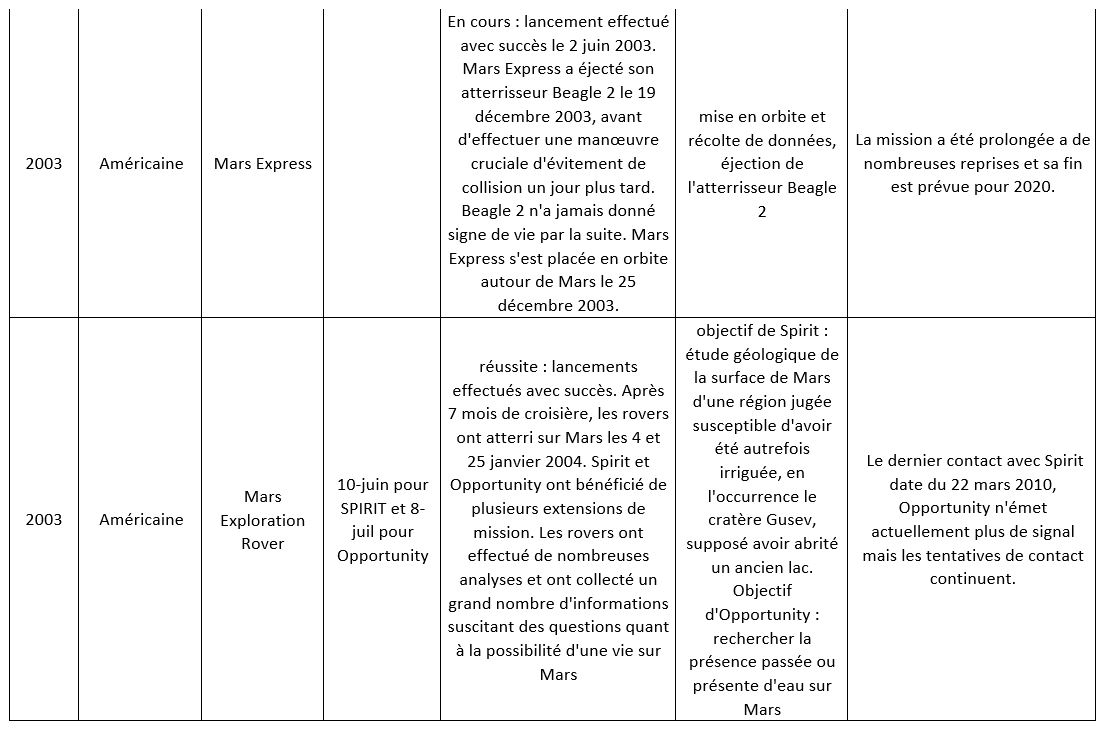 2003
Américaine
Mars Express
En cours : lancement effectué
avec succès le 2 juin 2003.
Mars Express a éjecté son
atterrisseur Beagle 2 le 19
décembre 2003, avant
d'effectuer une manœuvre
cruciale d'évitement de
collision un jour plus tard.
Beagle 2 n'a jamais donné
signe de vie par la suite. Mars
Express s'est placée en orbite
autour de Mars le 25
décembre 2003.
mise en orbite et
récolte de données,
éjection de
l'atterrisseur Beagle
2
La mission a été prolongée a de
nombreuses reprises et sa fin
est prévue pour 2020.
2003
Américaine
Mars
Exploration
Rover
10-juin pour
SPIRIT et 8-
juil pour
Opportunity
réussite : lancements
effectués avec succès. Après
7 mois de croisière, les rovers
ont atterri sur Mars les 4 et
25 janvier 2004. Spirit et
Opportunity ont bénéficié de
plusieurs extensions de
mission. Les rovers ont
effectué de nombreuses
analyses et ont collecté un
grand nombre d'informations
suscitant des questions quant
à la possibilité d'une vie sur
Mars
objectif de Spirit :
étude géologique de
la surface de Mars
d'une région jugée
susceptible d'avoir
été autrefois
irriguée, en
l'occurrence le
cratère Gusev,
supposé avoir abrité
un ancien lac.
Objectif
d'Opportunity :
rechercher la
présence passée ou
présente d'eau sur
Mars
Le dernier contact avec Spirit
date du 22 mars 2010,
Opportunity n'émet
actuellement plus de signal
mais les tentatives de contact
continuent.